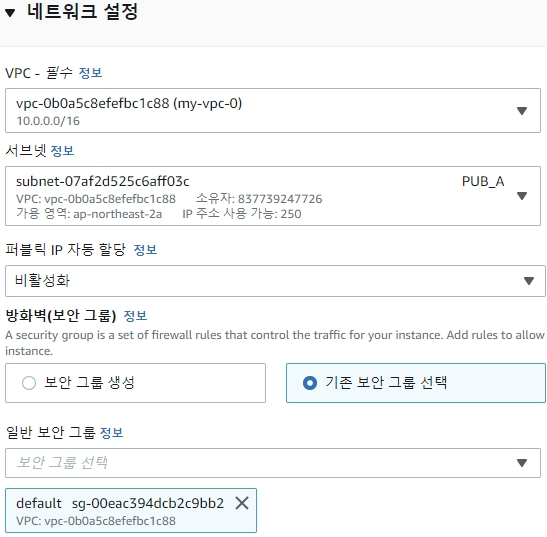 네트워크 설정
VPC - 필수 정보
vpc-0b0a5c8efefbc1c88 (my-vpc-0)
10.0.0.0/16
서브넷 정보
subnet-07af2d525c6aff03c PUB_A
VPC: vpc-0b0a5c8efefbc1c88 소유자: 837739247726
가용 영역: ap-northeast-2a IP 주소 사용 가능: 250
퍼블릭 IP 자동 할당 정보
비활성화
방화벽(보안 그룹) 정보
A security group is a set of firewall rules that control the traffic for your instance. Add rules to allow
instance.
보안 그룹 생성 기존 보안 그룹 선택
일반 보안 그룹 정보
보안 그룹 선택
default sg-00eac394dcb2c9bb2
VPC: vpc-0b0a5c8efefbc1c88